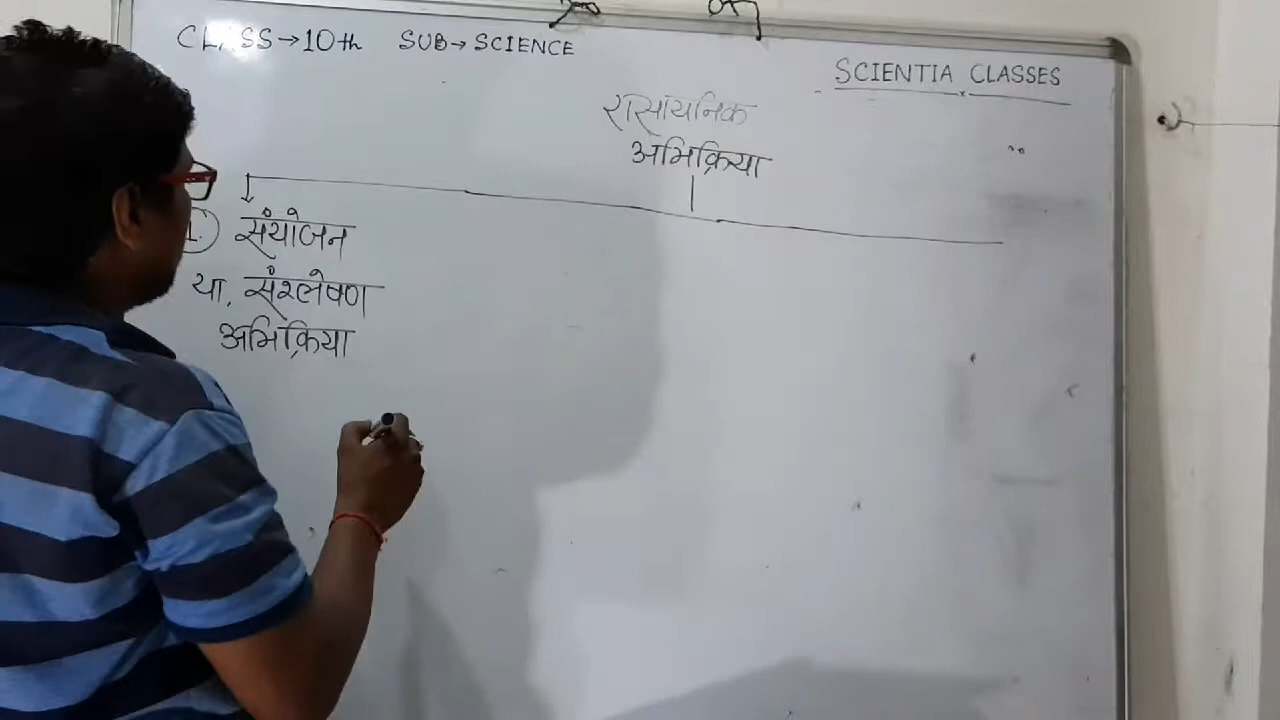 CLASS→10th SUB→SCIENCE
SCIENTIA CLASSES
रासायनिक
अभिक्रिया
1. संयोजन
या, संश्लेषण
अभिक्रिया